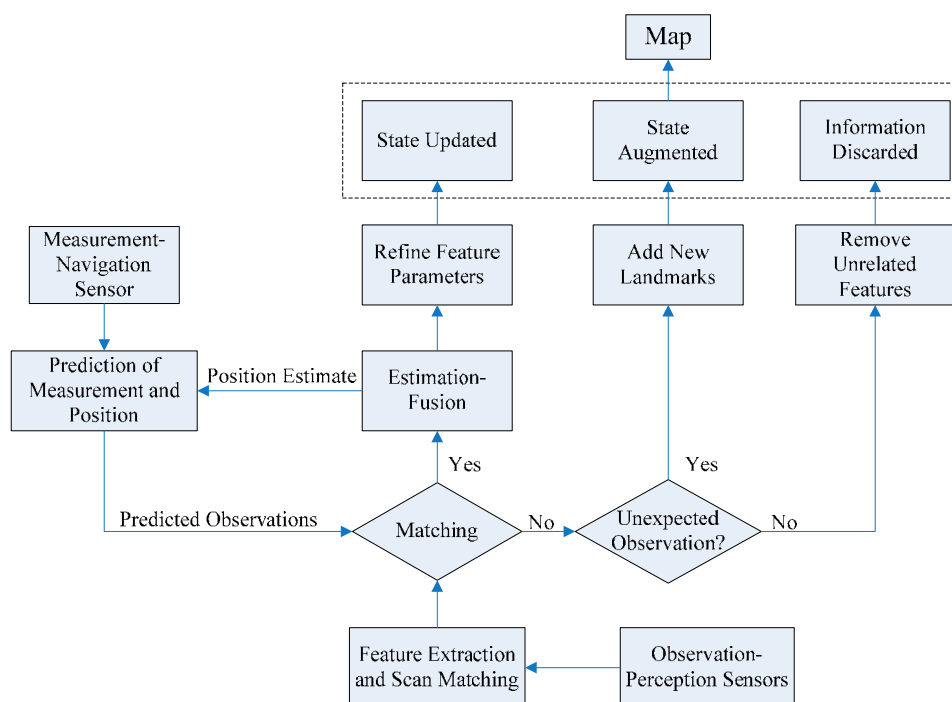 Map
State Updated
State
Augmented
Information
Discarded
Measurement-
Navigation
Sensor
Refine Feature
Parameters
Add New
Landmarks
Remove
Unrelated
Features
Prediction of
Measurement and
Position
Position Estimate
Estimation-
Fusion
Yes
Yes
Predicted Observations
Matching
No
Unexpected
Observation?
No
Feature Extraction
and Scan Matching
Observation-
Perception Sensors